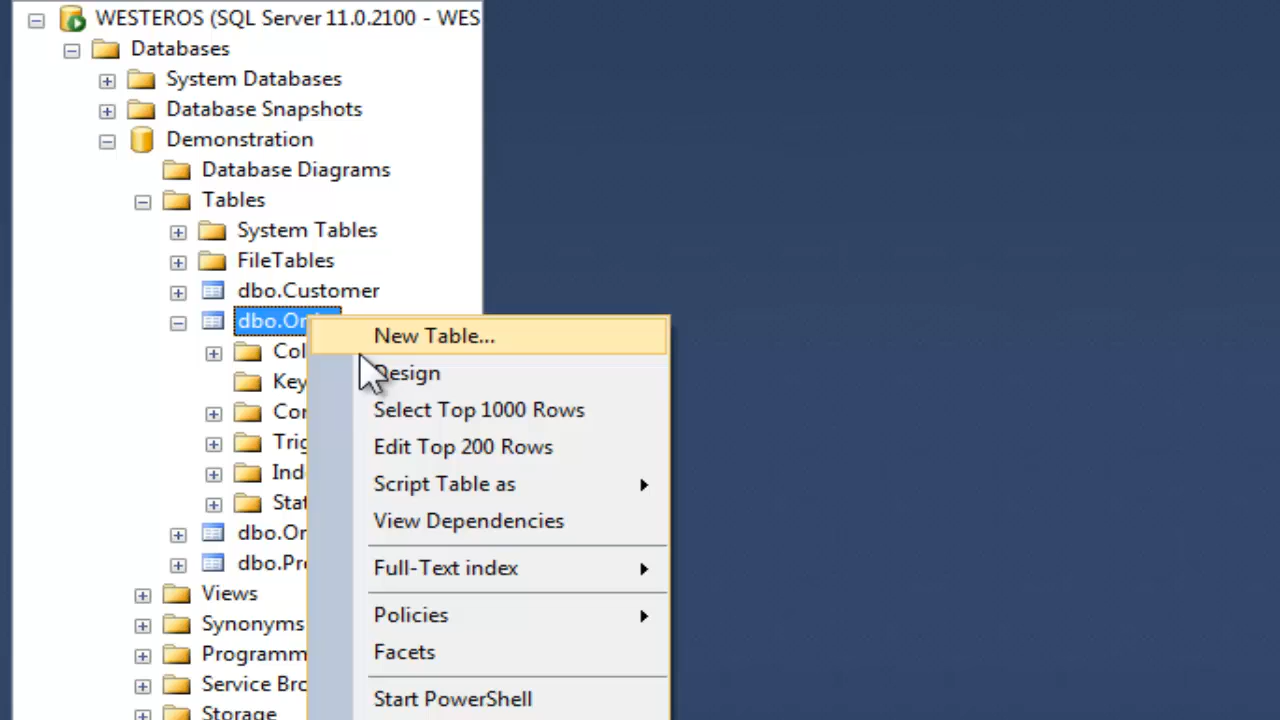 WESTEROS (SQL Server 11.0.2100 - WES
Databases
System Databases
Database Snapshots
Demonstration
Database Diagrams
Tables
System Tables
FileTables
dbo.Customer
dbo.Or
Col
Key
Con
Trig
Ind
Stat
dbo.Or
dbo.Pr
Views
Synonyms
Programm
Service Bro
Storage
New Table...
Design
Select Top 1000 Rows
Edit Top 200 Rows
Script Table as
View Dependencies
Full-Text index
Policies
Facets
Start PowerShell